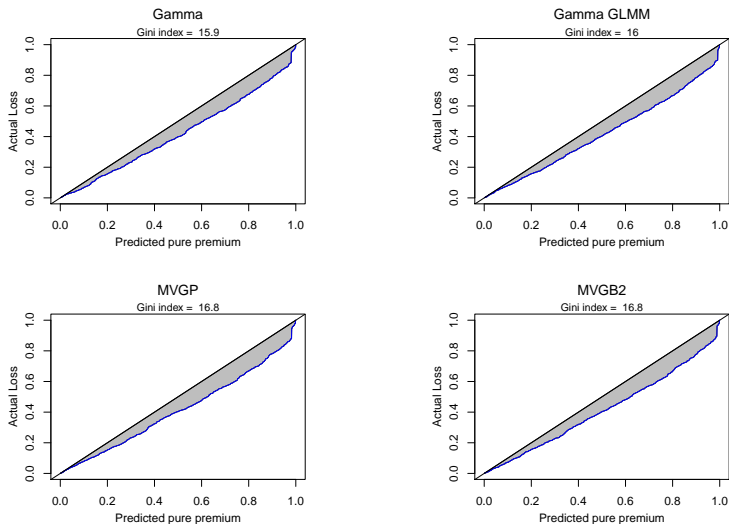 Gamma
Gini index = 15.9
Actual Loss
0.0 0.2 0.4 0.6 0.8 1.0
0.0 0.2 0.4 0.6 0.8 1.0
Predicted pure premium
Gamma GLMM
Gini index = 16
Actual Loss
0.0 0.2 0.4 0.6 0.8 1.0
0.0 0.2 0.4 0.6 0.8 1.0
Predicted pure premium
MVGP
Gini index = 16.8
Actual Loss
0.0 0.2 0.4 0.6 0.8 1.0
0.0 0.2 0.4 0.6 0.8 1.0
Predicted pure premium
MVGB2
Gini index = 16.8
Actual Loss
0.0 0.2 0.4 0.6 0.8 1.0
0.0 0.2 0.4 0.6 0.8 1.0
Predicted pure premium